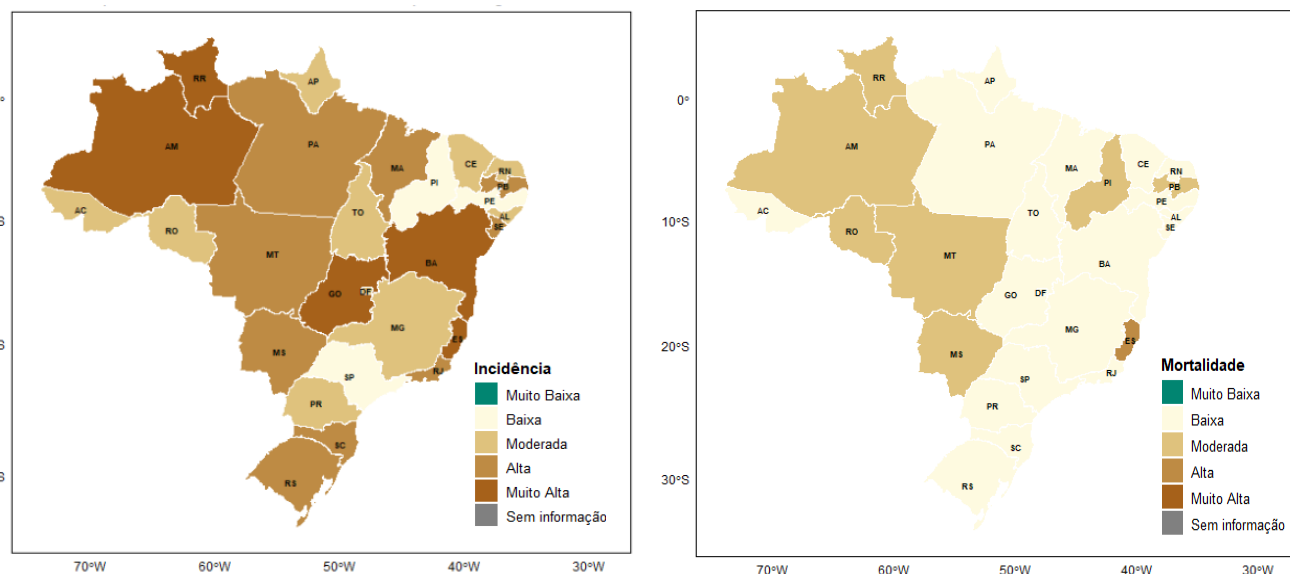 RR
AP
0°
AM
PA
MA
CE
RN
PB
PI
PE
AL
SE
AC
RO
TO
MT
BA
GO
DF
MG
ES
MS
RJ
SP
PR
SC
RS
Incidência
Muito Baixa
Baixa
Moderada
Alta
Muito Alta
Sem informação
70°W
60°W
50°W
40°W
30°W
RR
AP
0°
AM
PA
MA
CE
RN
PB
PI
PE
AL
SE
AC
10°S
RO
TO
MT
BA
GO
DF
MG
ES
20°S
MS
RJ
SP
PR
SC
30°S
RS
Mortalidade
Muito Baixa
Baixa
Moderada
Alta
Muito Alta
Sem informação
70°W
60°W
50°W
40°W
30°W